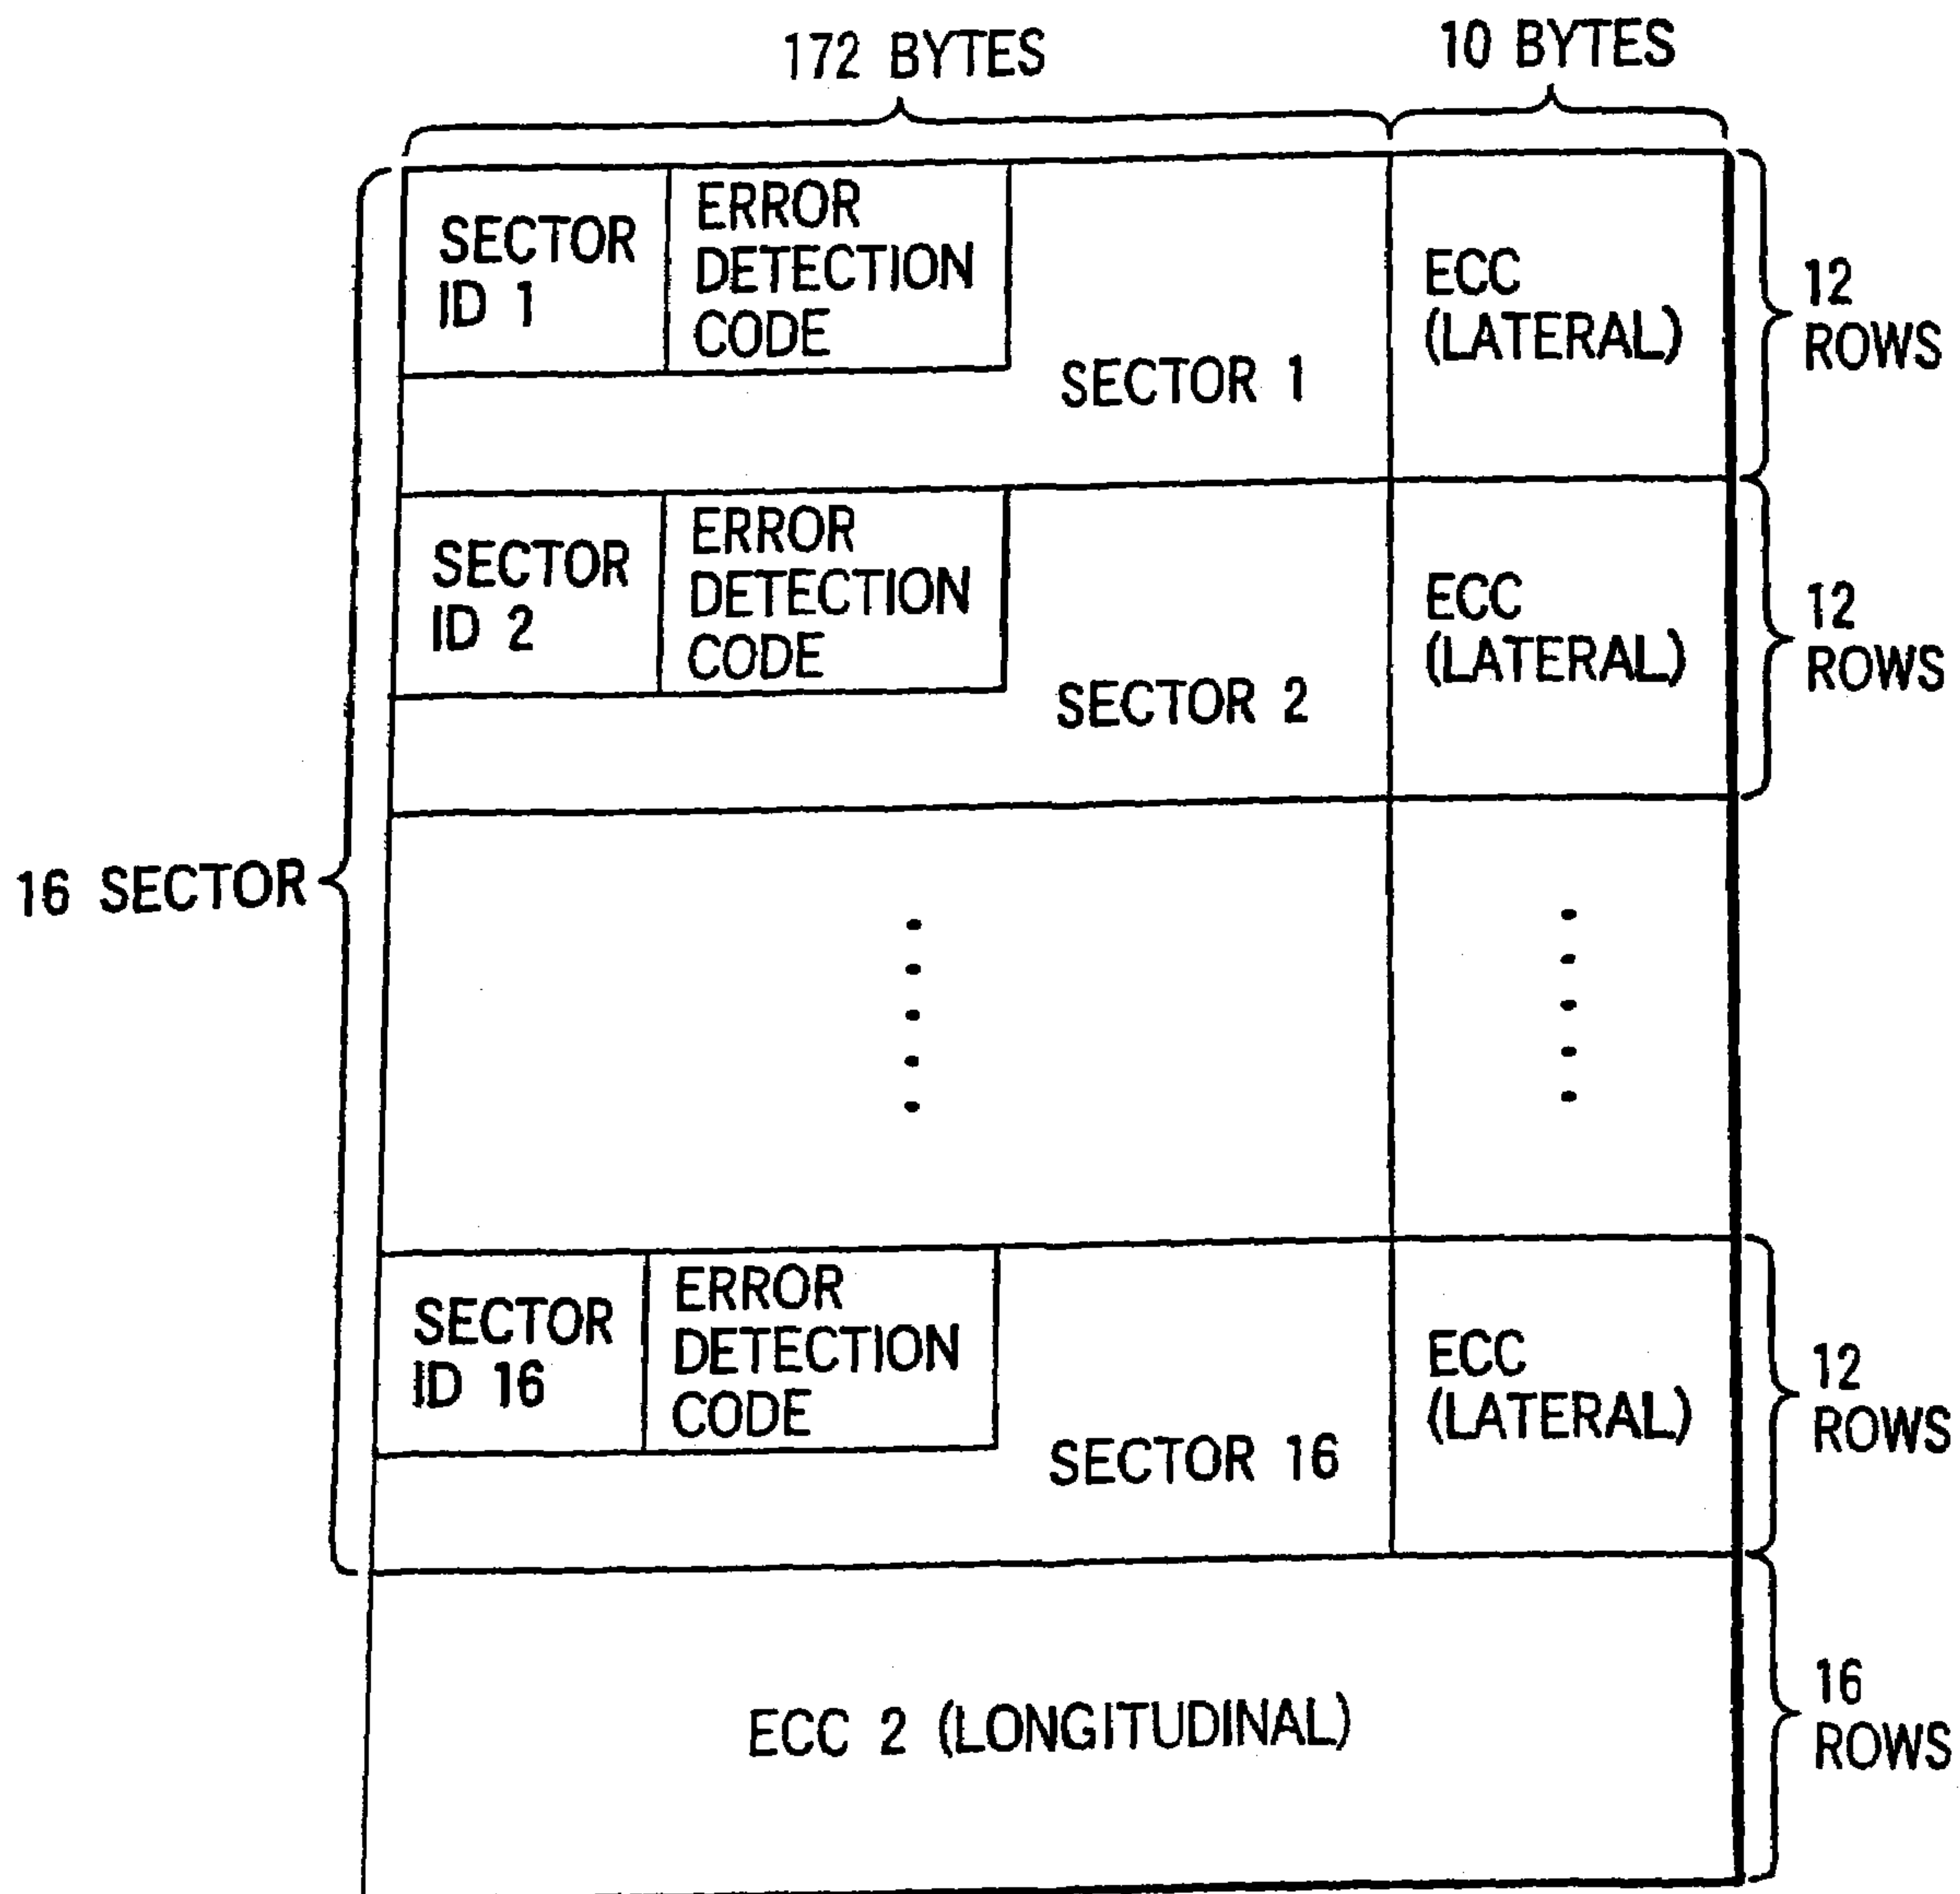 172 BYTES
10 BYTES
SECTOR
ID 1
ERROR
DETECTION
CODE
SECTOR 1
ECC
(LATERAL)
12
ROWS
SECTOR
ID 2
ERROR
DETECTION
CODE
SECTOR 2
ECC
(LATERAL)
12
ROWS
16 SECTOR
SECTOR
ID 16
ERROR
DETECTION
CODE
SECTOR 16
ECC
(LATERAL)
12
ROWS
ECC 2 (LONGITUDINAL)
16
ROWS